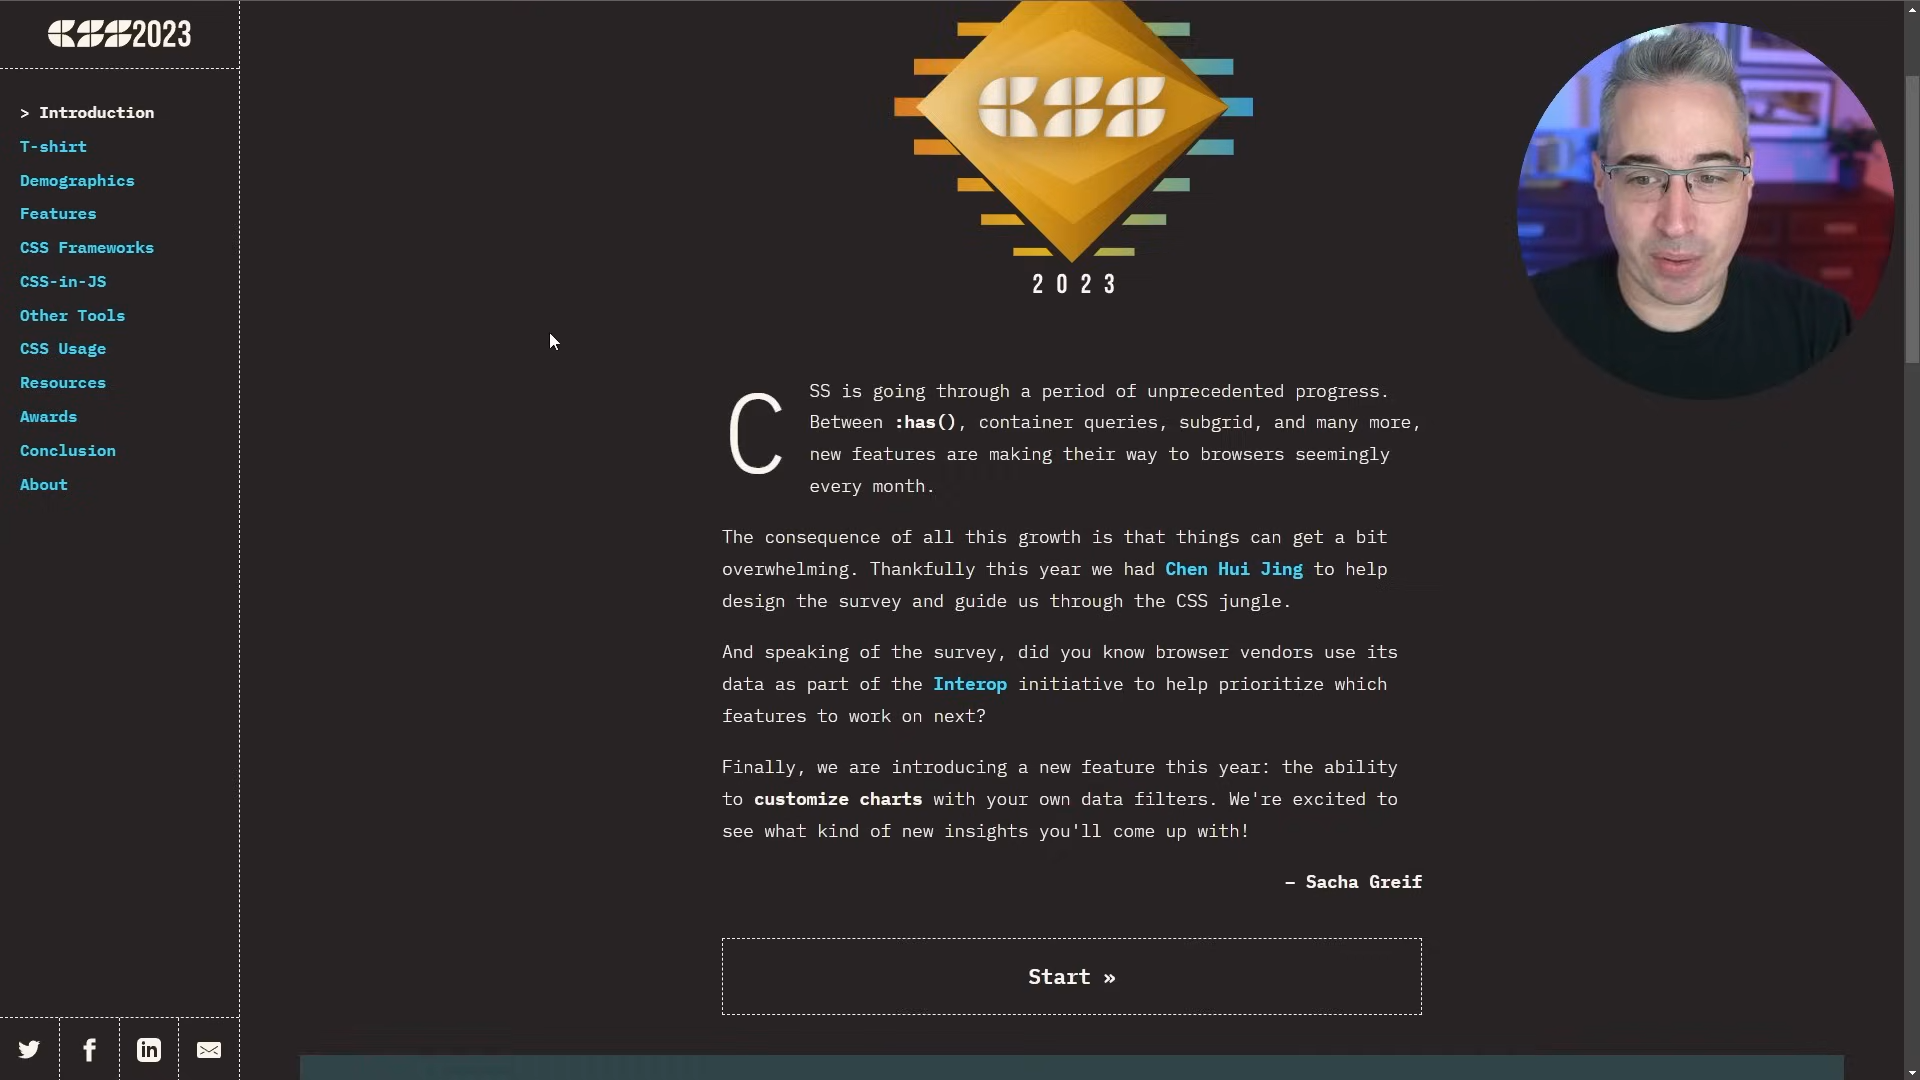 CSS2023
> Introduction
T-shirt
Demographics
Features
CSS Frameworks
CSS-in-JS
Other Tools
CSS Usage
Resources
Awards
Conclusion
About
CSS
2023
CSS is going through a period of unprecedented progress.
Between :has(), container queries, subgrid, and many more,
new features are making their way to browsers seemingly
every month.
The consequence of all this growth is that things can get a bit
overwhelming. Thankfully this year we had Chen Hui Jing to help
design the survey and guide us through the CSS jungle.
And speaking of the survey, did you know browser vendors use its
data as part of the Interop initiative to help prioritize which
features to work on next?
Finally, we are introducing a new feature this year: the ability
to customize charts with your own data filters. We're excited to
see what kind of new insights you'll come up with!
– Sacha Greif
Start »